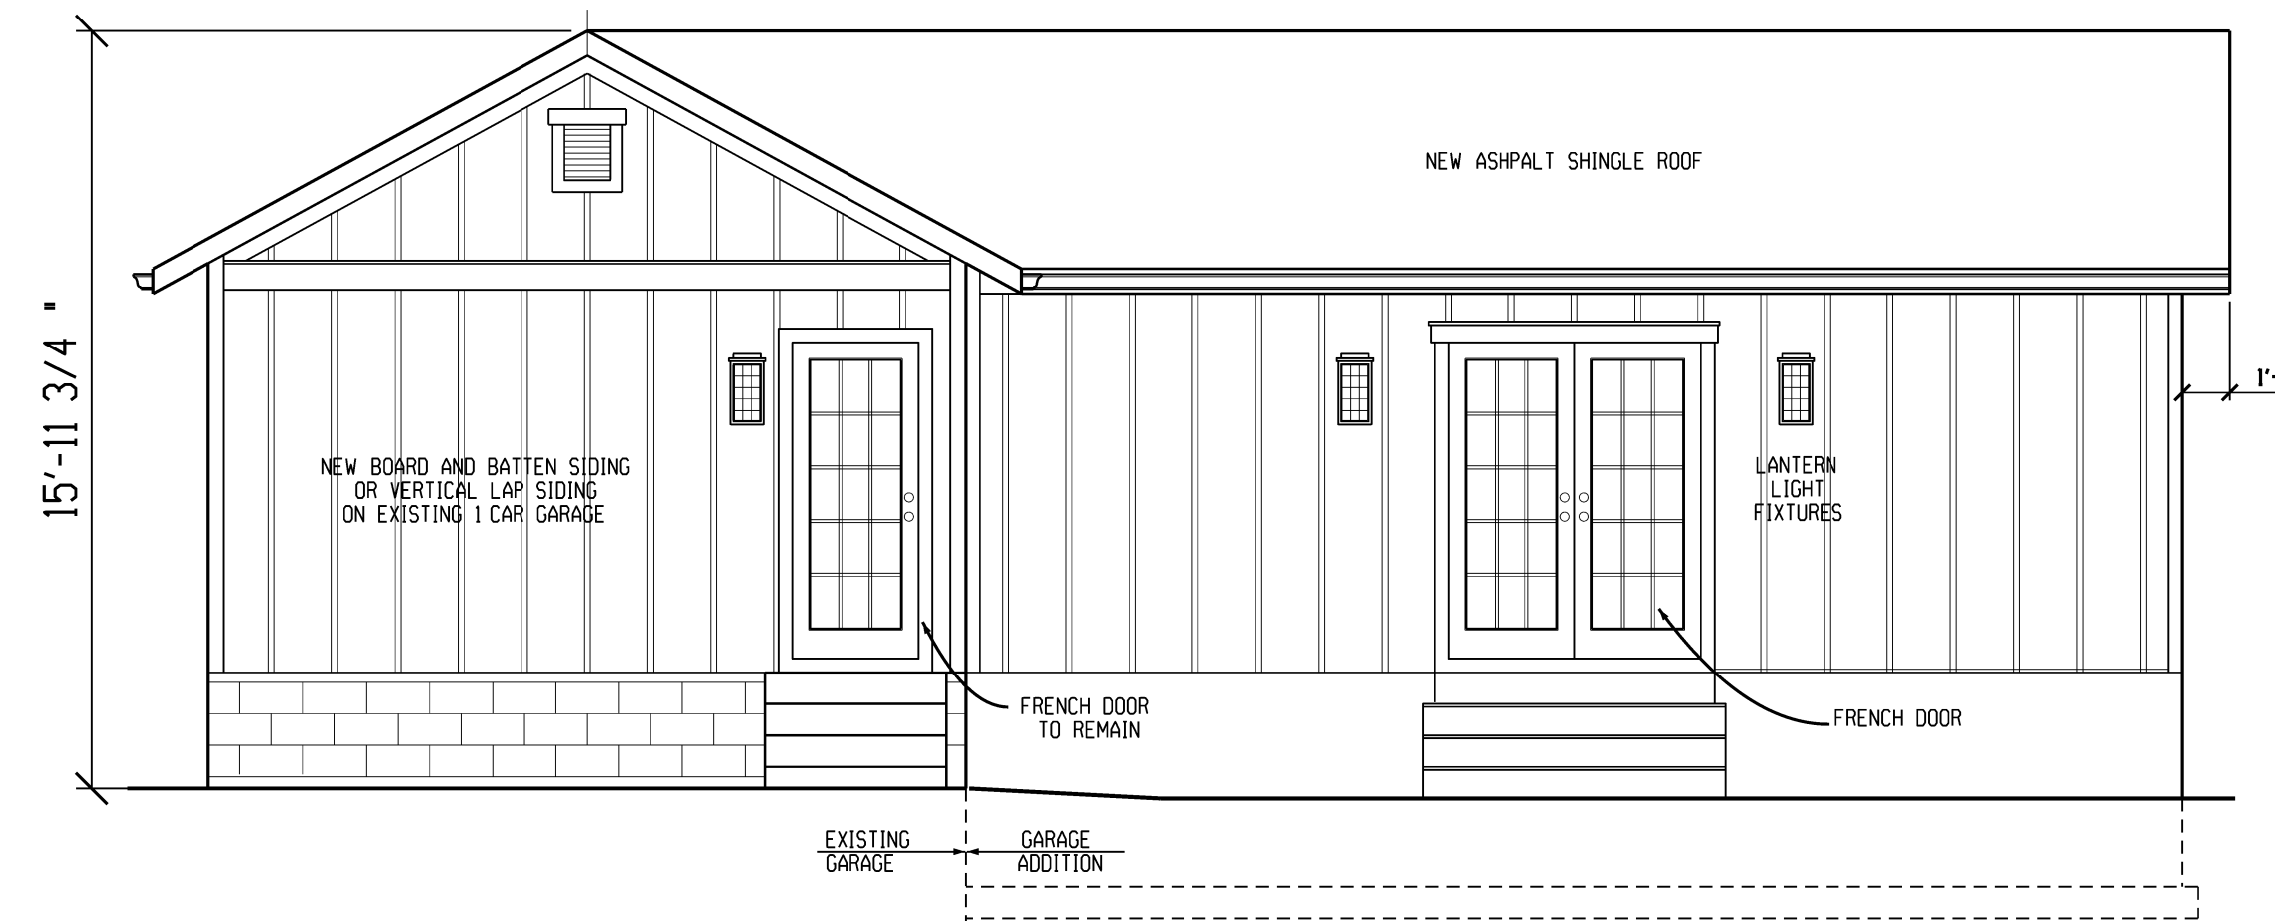 15'-11 3/4 "
NEW ASHPALT SHINGLE ROOF
1'-
NEW BOARD AND BATTEN SIDING
OR VERTICAL LAP SIDING
ON EXISTING 1 CAR GARAGE
LANTERN
LIGHT
FIXTURES
FRENCH DOOR
TO REMAIN
FRENCH DOOR
EXISTING
GARAGE
GARAGE
ADDITION